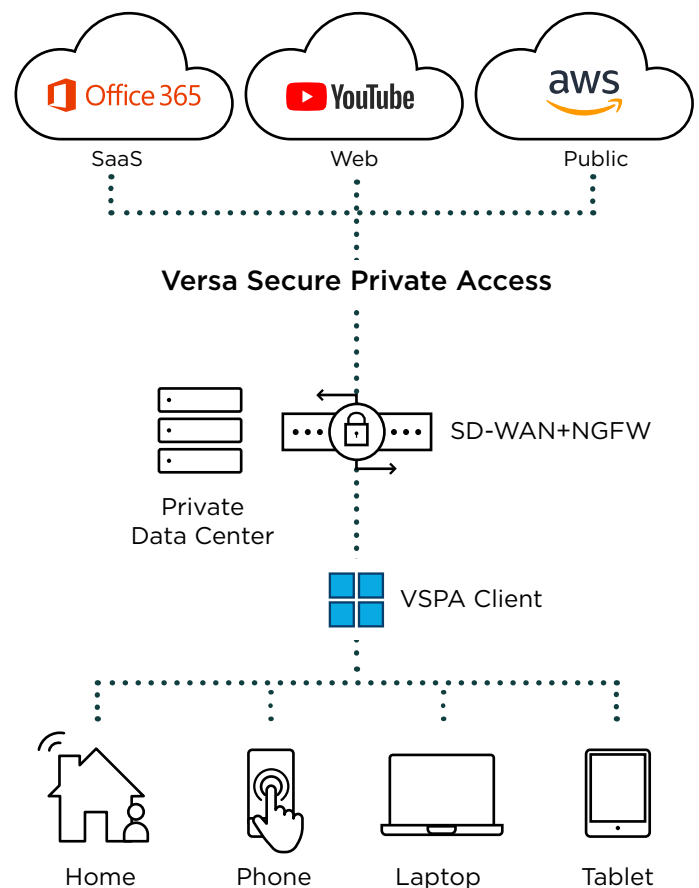 Office 365
YouTube
aws
SaaS
Web
Public
Versa Secure Private Access
SD-WAN+NGFW
Private
Data Center
VSPA Client
Home
Phone
Laptop
Tablet